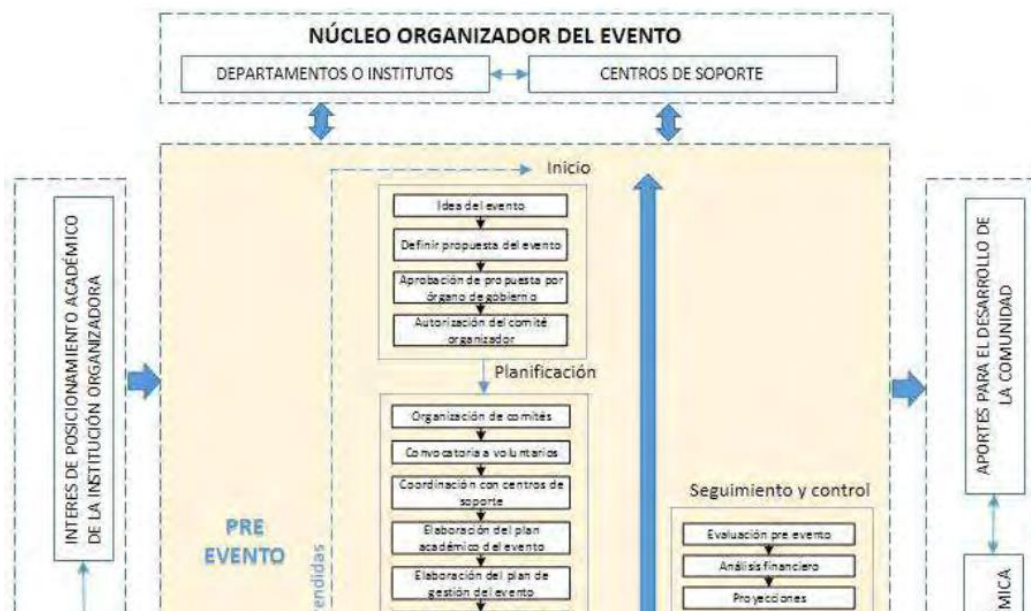 NÚCLEO ORGANIZADOR DEL EVENTO
DEPARTAMENTOS O INSTITUTOS
CENTROS DE SOPORTE
INTERES DE POSICIONAMIENTO ACADÉMICO
DE LA INSTITUCIÓN ORGANIZADORA
PRE
EVENTO
endidas
Inicio
Idea del evento
Definir propuesta del evento
Aprobación de propuesta por
órgano de gobierno
Autorización del comité
organizador
Planificación
Organización de comités
Convocatoria a voluntarios
Coordinación con centros de
soporte
Elaboración del plan
académico del evento
Elaboración del plan de
gestión del evento
Seguimiento y control
Evaluación pre evento
Análisis financiero
Proyecciones
APORTES PARA EL DESARROLLO DE
LA COMUNIDAD
MICA